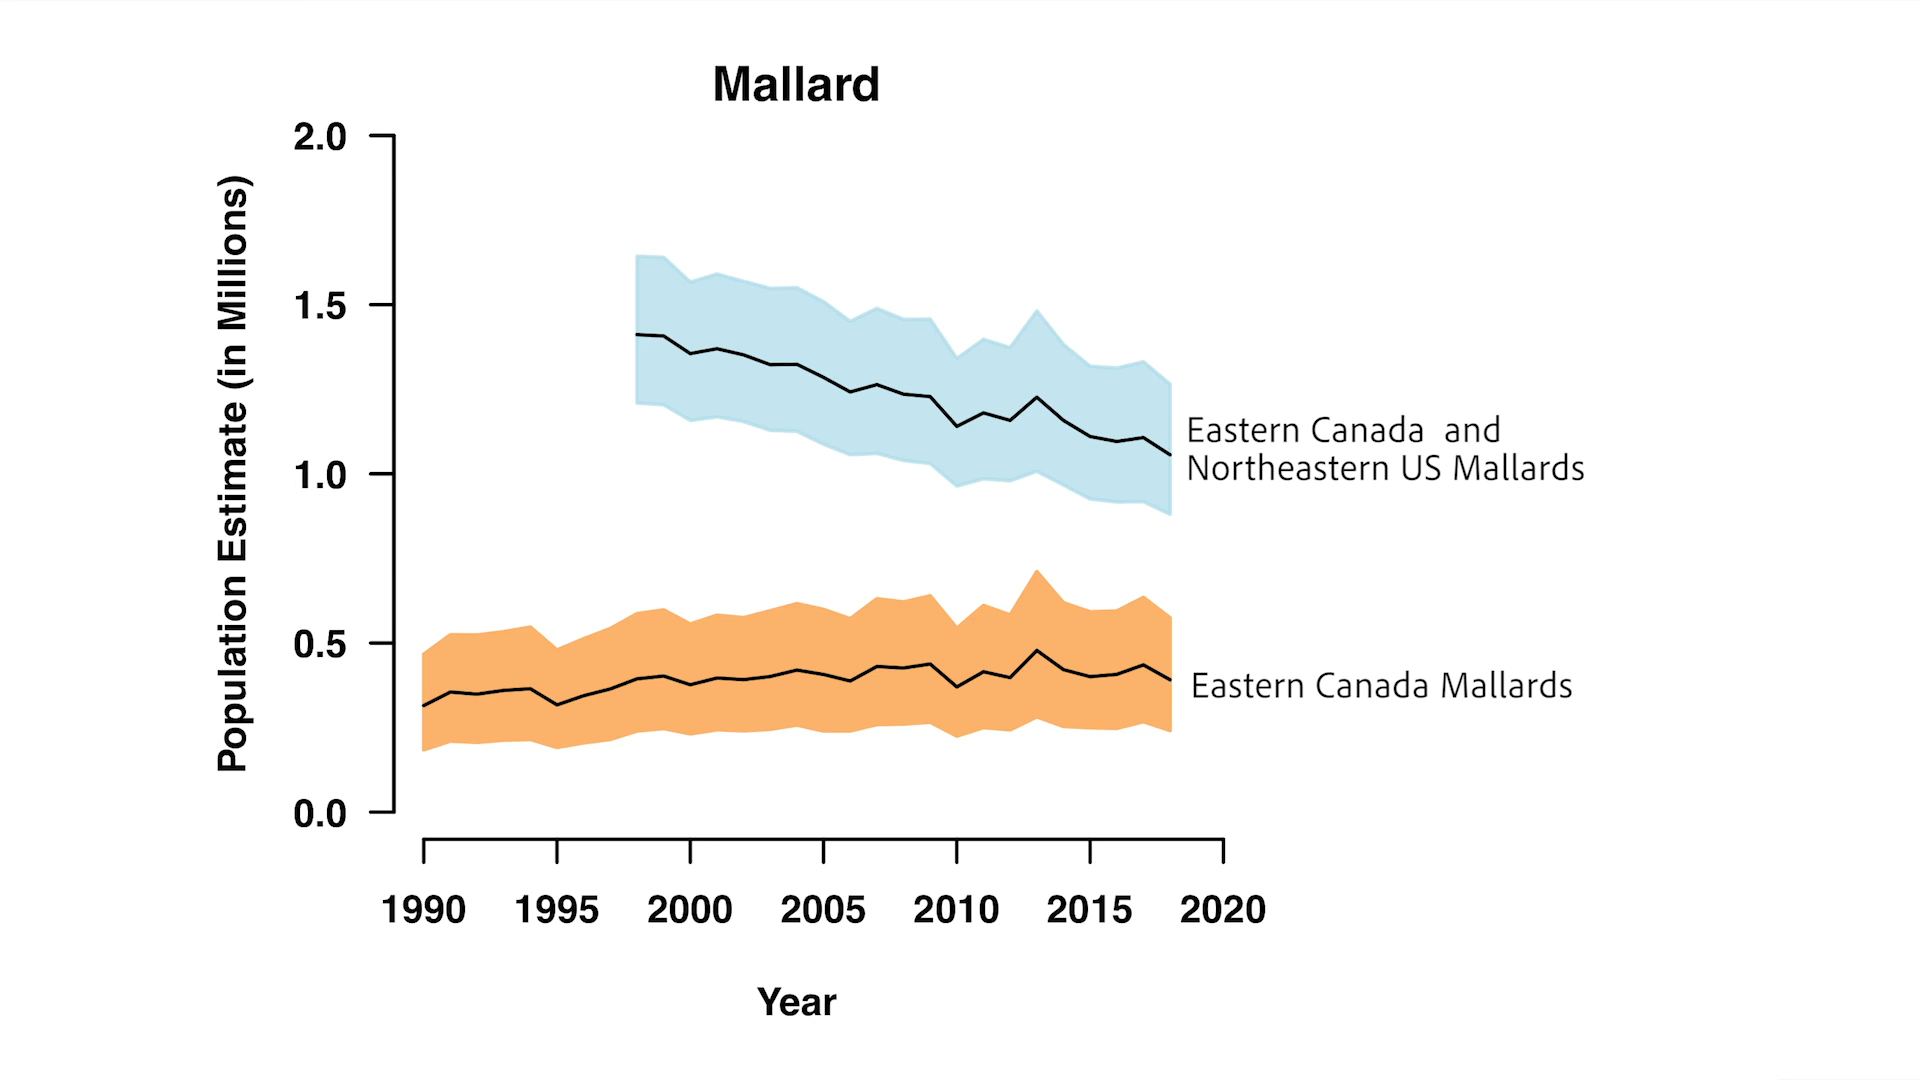 Mallard
Population Estimate (in Millions)
2.0
1.5
1.0
0.5
0.0
Eastern Canada  and
Northeastern US Mallards
Eastern Canada Mallards
1990 1995 2000 2005 2010 2015 2020
Year